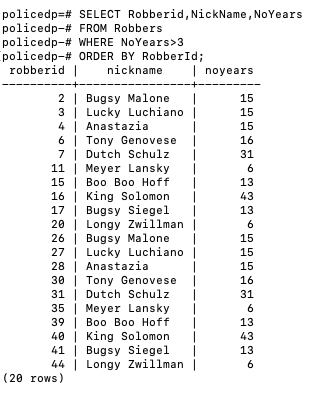 policedp=# SELECT Robberid,NickName,NoYears
policedp-# FROM Robbers
policedp-# WHERE NoYears>3
policedp-# ORDER BY RobberId;
 robberid |    nickname    | noyears
----------+----------------+---------
        2 | Bugsy Malone   |      15
        3 | Lucky Luchiano |      15
        4 | Anastazia      |      15
        6 | Tony Genovese  |      16
        7 | Dutch Schulz   |      31
       11 | Meyer Lansky   |       6
       15 | Boo Boo Hoff   |      13
       16 | King Solomon   |      43
       17 | Bugsy Siegel   |      13
       20 | Longy Zwillman |       6
       26 | Bugsy Malone   |      15
       27 | Lucky Luchiano |      15
       28 | Anastazia      |      15
       30 | Tony Genovese  |      16
       31 | Dutch Schulz   |      31
       35 | Meyer Lansky   |       6
       39 | Boo Boo Hoff   |      13
       40 | King Solomon   |      43
       41 | Bugsy Siegel   |      13
       44 | Longy Zwillman |       6
(20 rows)